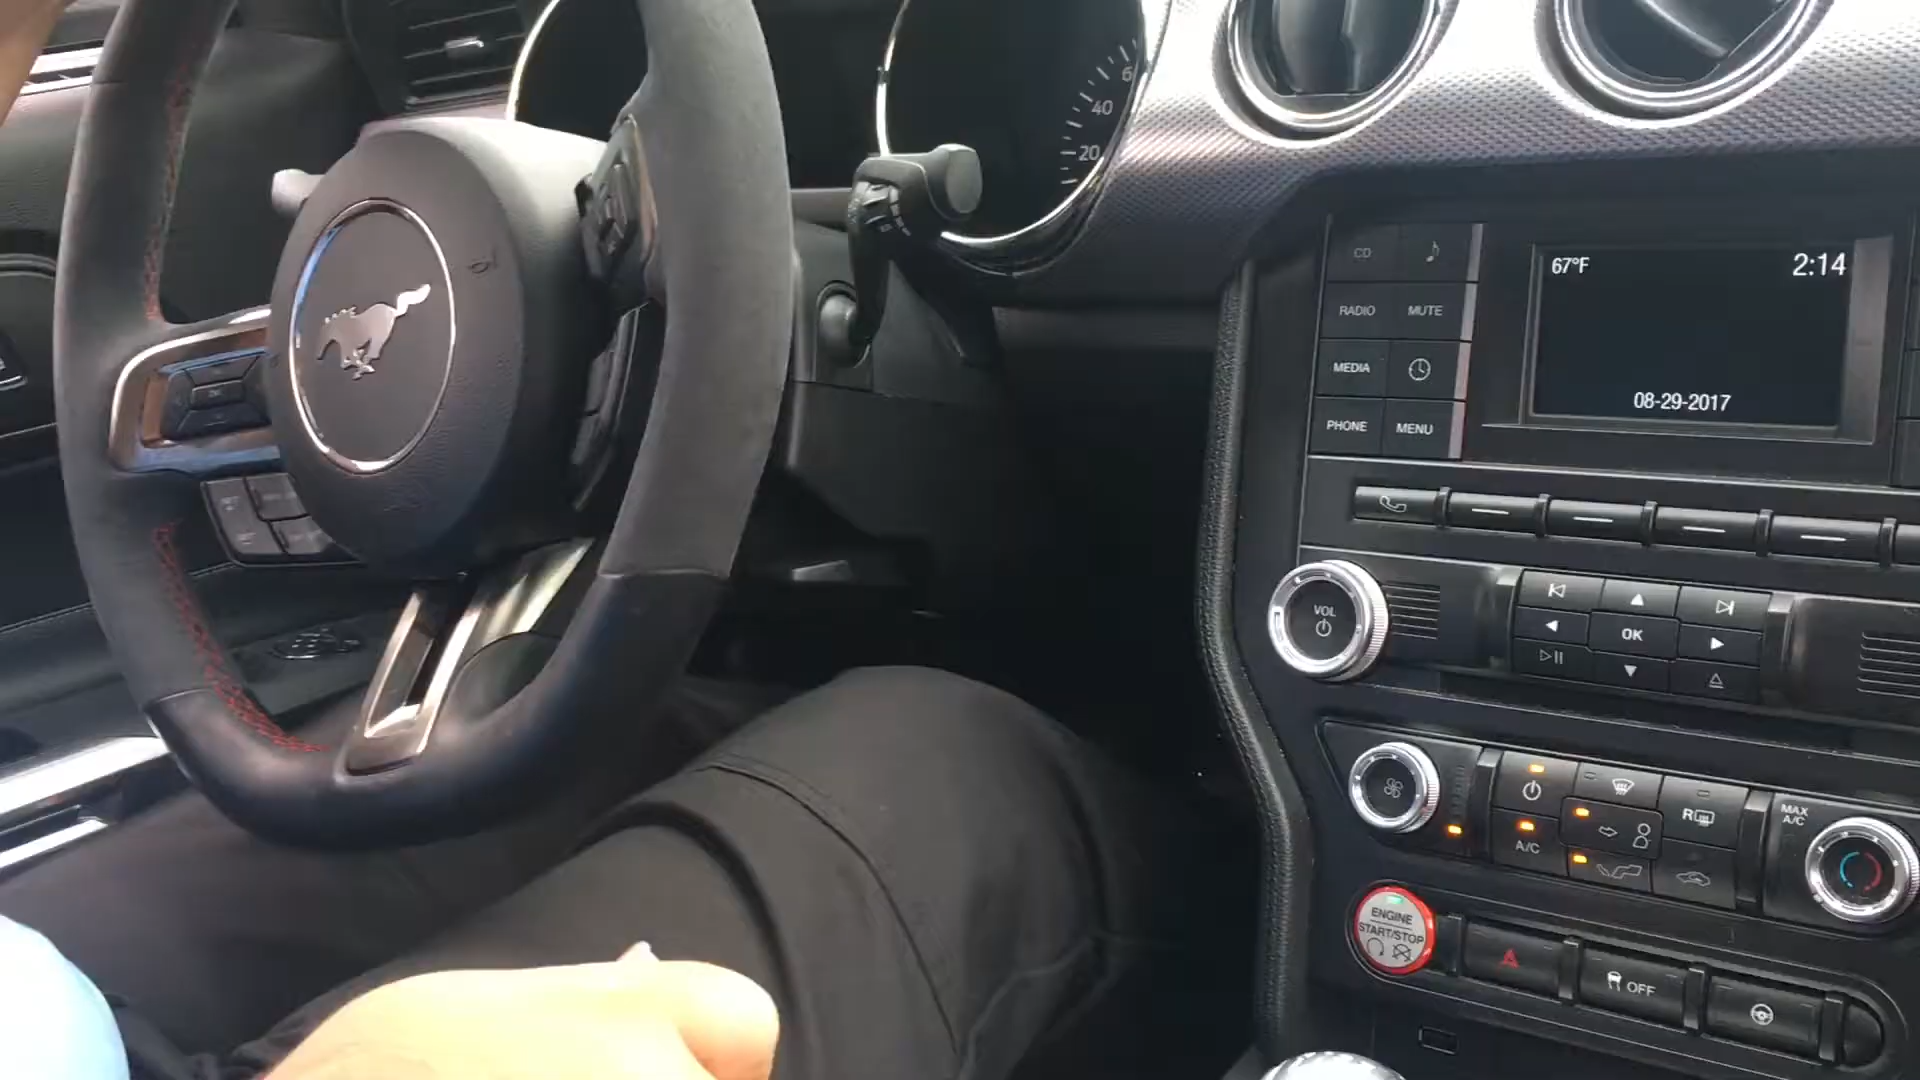 6
40
20
CD
RADIO
MUTE
MEDIA
PHONE
MENU
67°F
2:14
08-29-2017
VOL
OK
R
A/C
MAX
A/C
ENGINE
START/STOP
OFF